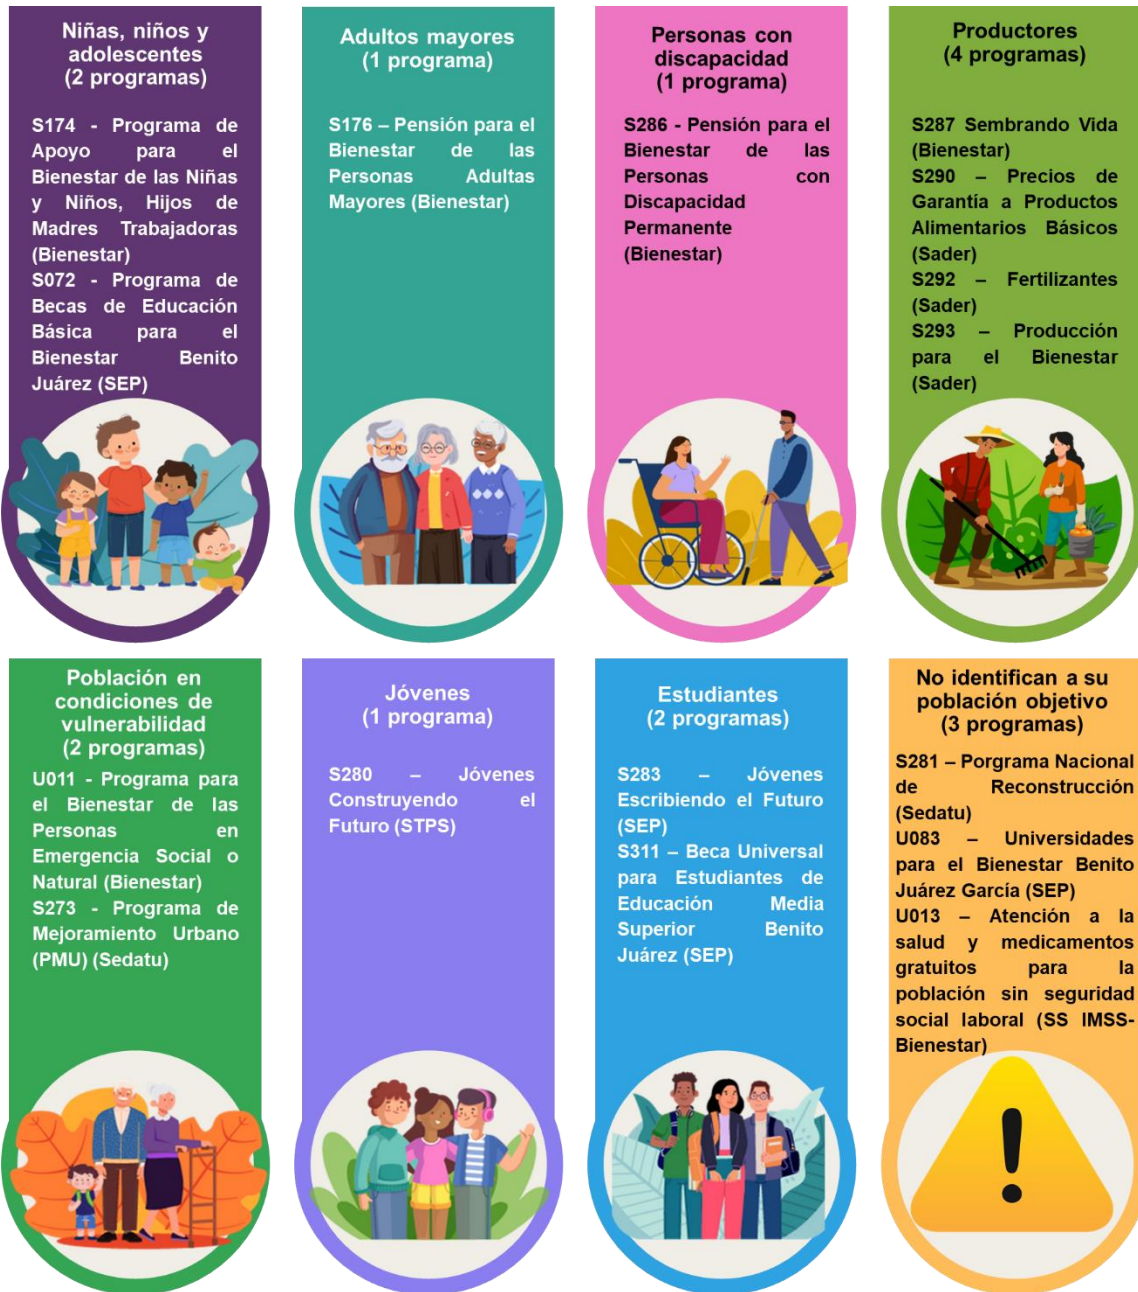 Niñas, niños y
adolescentes
(2 programas)
S174 - Programa de
Apoyo para el
Bienestar de las Niñas
y Niños, Hijos de
Madres Trabajadoras
(Bienestar)
S072 - Programa de
Becas de Educación
Básica para el
Bienestar Benito
Juárez (SEP)
Adultos mayores
(1 programa)
S176 – Pensión para el
Bienestar de las
Personas Adultas
Mayores (Bienestar)
Personas con
discapacidad
(1 programa)
S286 - Pensión para el
Bienestar de las
Personas con
Discapacidad
Permanente
(Bienestar)
Productores
(4 programas)
S287 Sembrando Vida
(Bienestar)
S290 – Precios de
Garantía a Productos
Alimentarios Básicos
(Sader)
S292 – Fertilizantes
(Sader)
S293 – Producción
para el Bienestar
(Sader)
Población en
condiciones de
vulnerabilidad
(2 programas)
U011 - Programa para
el Bienestar de las
Personas en
Emergencia Social o
Natural (Bienestar)
S273 - Programa de
Mejoramiento Urbano
(PMU) (Sedatu)
Jóvenes
(1 programa)
S280 – Jóvenes
Construyendo el
Futuro (STPS)
Estudiantes
(2 programas)
S283 – Jóvenes
Escribiendo el Futuro
(SEP)
S311 – Beca Universal
para Estudiantes de
Educación Media
Superior Benito
Juárez (SEP)
No identifican a su
población objetivo
(3 programas)
S281 – Porgrama Nacional
de Reconstrucción
(Sedatu)
U083 – Universidades
para el Bienestar Benito
Juárez García (SEP)
U013 – Atención a la
salud y medicamentos
gratuitos para la
población sin seguridad
social laboral (SS IMSS-
Bienestar)